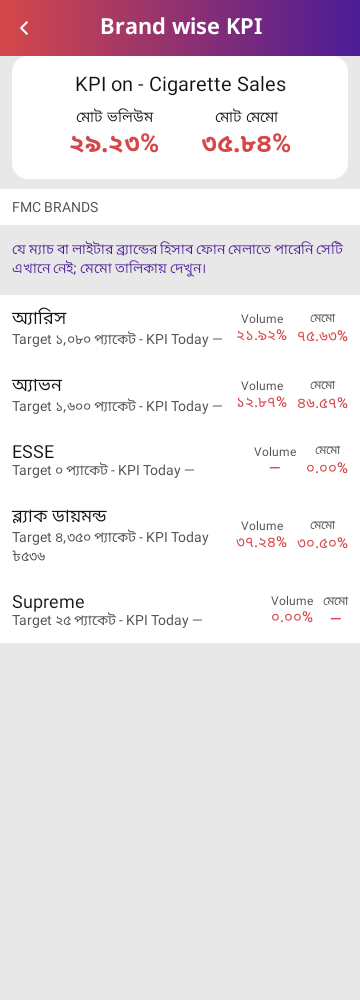 Brand wise KPI
KPI on - Cigarette Sales
মোট ভলিউম মোট মেমো
২৯.২৩% ৩৫.৮৪%
FMC BRANDS
যে ম্যাচ বা লাইটার ব্র্যান্ডের হিসাব ফোন মেলাতে পারেনি সেটি
এখানে নেই; মেমো তালিকায় দেখুন।
অ্যারিস
Target ১,০৮০ প্যাকেট - KPI Today —
Volume মেমো
২১.৯২% ৭৫.৬৩%
অ্যাভন
Target ১,৬০০ প্যাকেট - KPI Today —
Volume মেমো
১২.৮৭% ৪৬.৫৭%
ESSE
Target ০ প্যাকেট - KPI Today —
Volume মেমো
— ০.০০%
ব্ল্যাক ডায়মন্ড
Target ৪,৩৫০ প্যাকেট - KPI Today
৳৫৩৬
Volume মেমো
৩৭.২৪% ৩০.৫০%
Supreme
Target ২৫ প্যাকেট - KPI Today —
Volume মেমো
০.০০% —